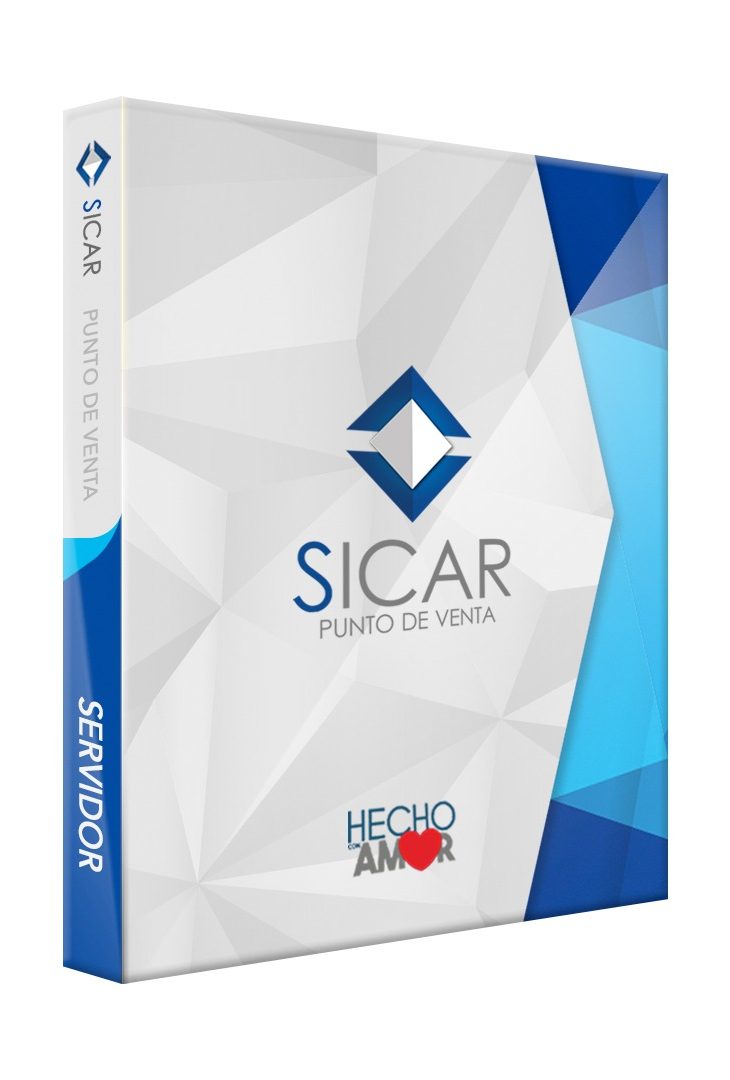 SICAR
PUNTO DE VENTA
SERVIDOR
SICAR
PUNTO DE VENTA
HECHO
CON AMOR